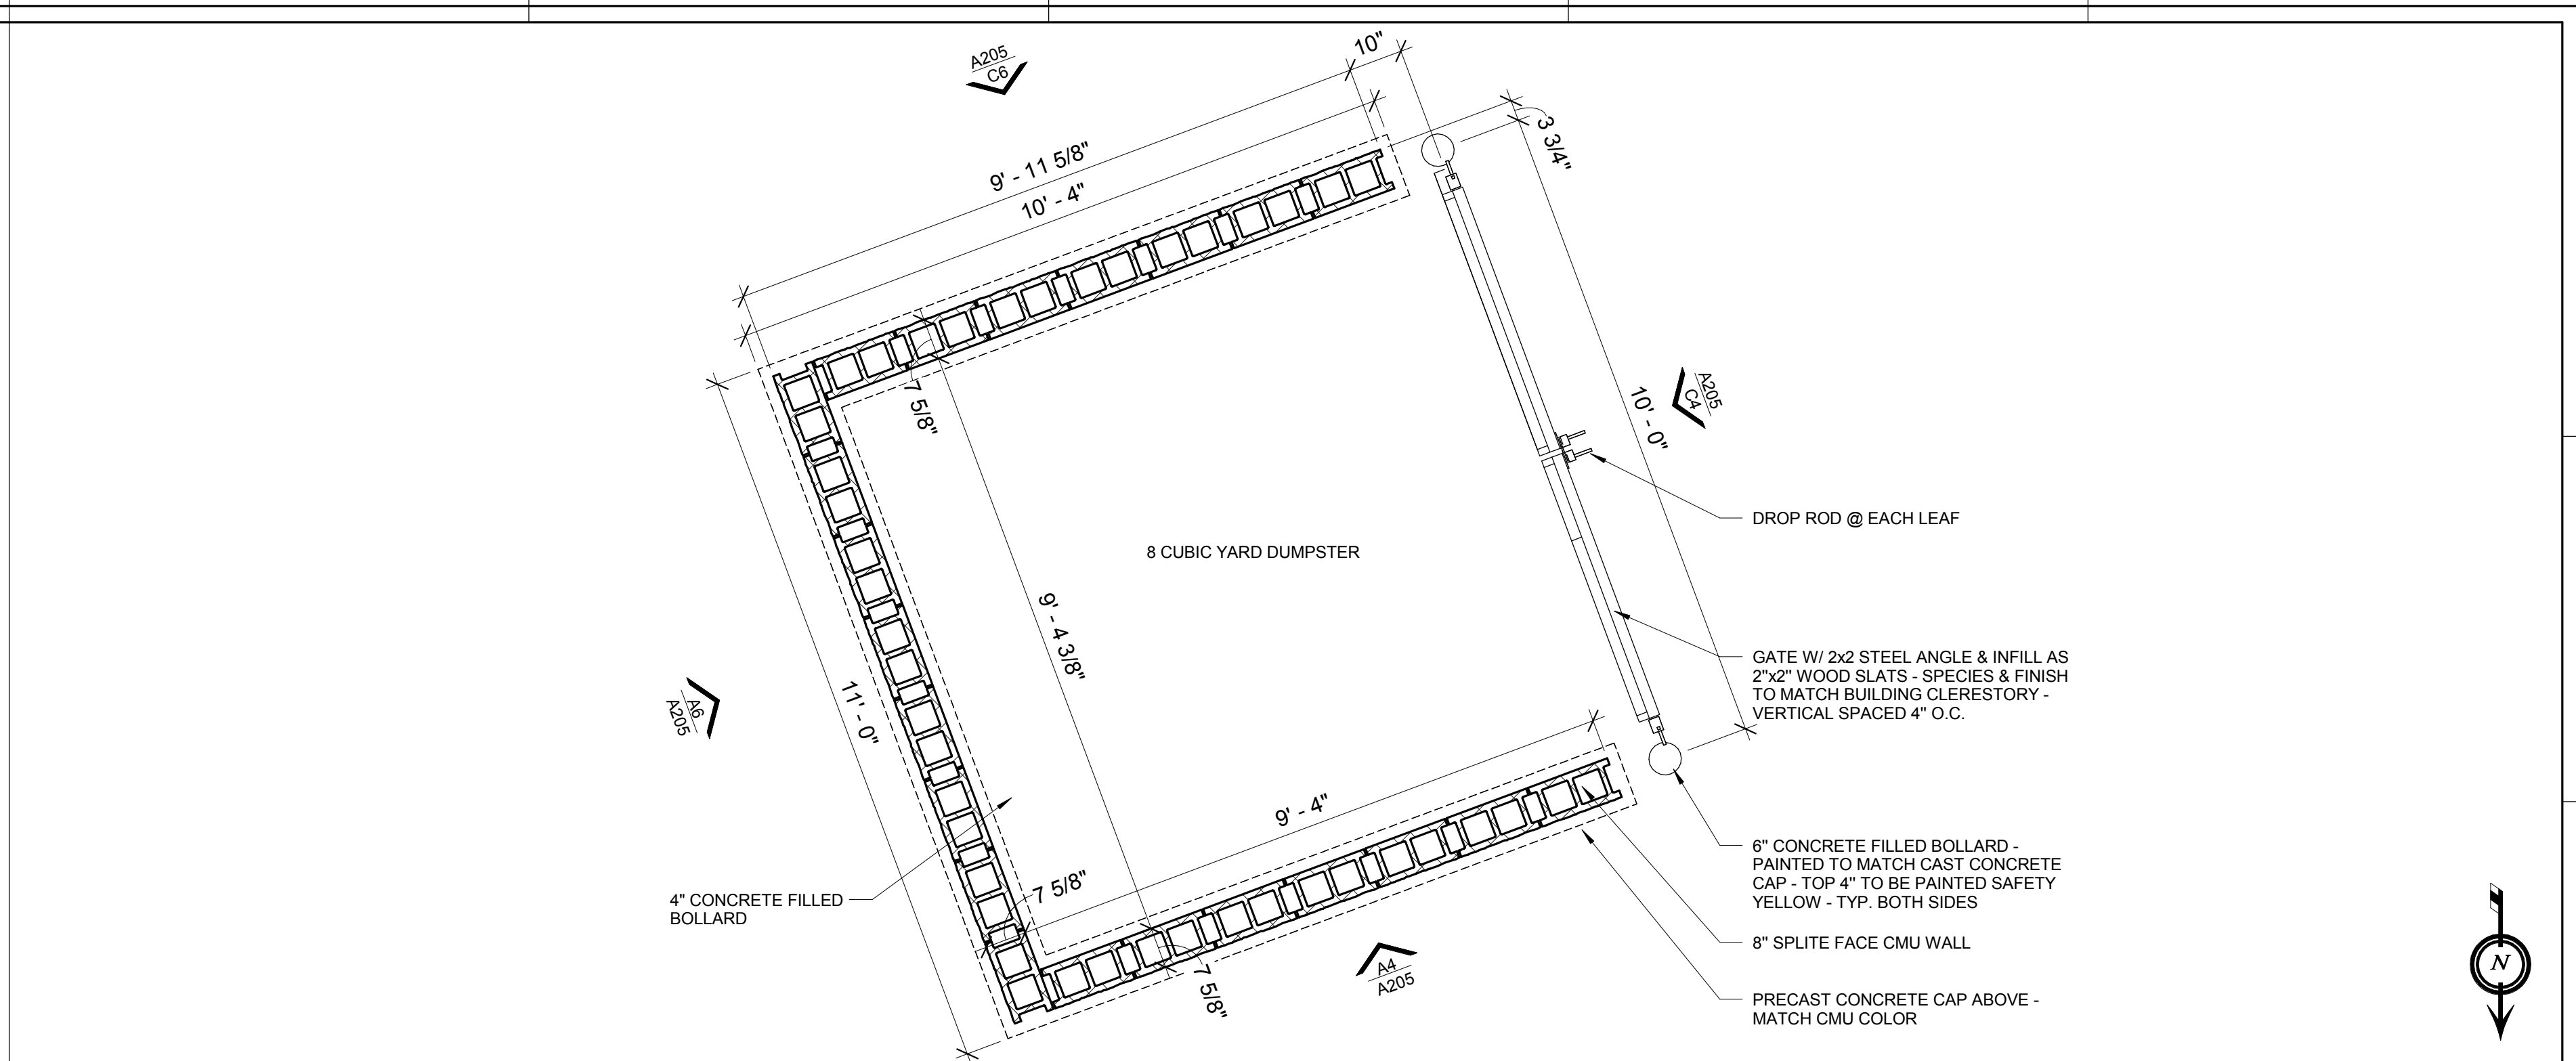 A205
C6
10"
9' - 11 5/8"
10' - 4"
3 3/4"
7 5/8"
10' - 0"
A205
C4
DROP ROD @ EACH LEAF
8 CUBIC YARD DUMPSTER
9' - 4 3/8"
GATE W/ 2x2 STEEL ANGLE & INFILL AS
2"x2" WOOD SLATS - SPECIES & FINISH
TO MATCH BUILDING CLERESTORY -
VERTICAL SPACED 4" O.C.
A6
A205
11' - 0"
9' - 4"
6" CONCRETE FILLED BOLLARD -
PAINTED TO MATCH CAST CONCRETE
CAP - TOP 4" TO BE PAINTED SAFETY
YELLOW - TYP. BOTH SIDES
4" CONCRETE FILLED
BOLLARD
7 5/8"
8" SPLITE FACE CMU WALL
A4
A205
7 5/8"
PRECAST CONCRETE CAP ABOVE -
MATCH CMU COLOR
N